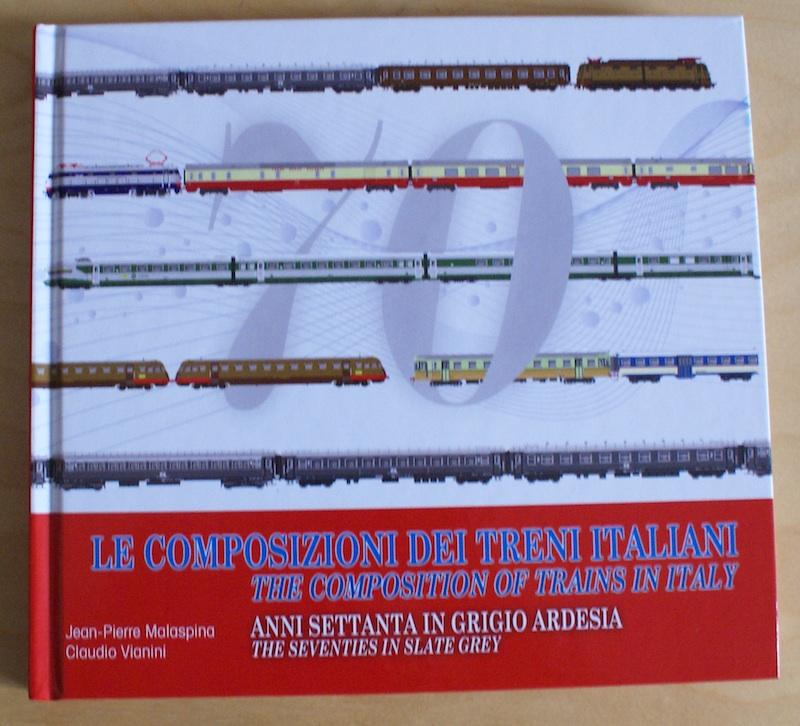 70
LE COMPOSIZIONI DEI TRENI ITALIANI
THE COMPOSITION OF TRAINS IN ITALY
Jean-Pierre Malaspina
Claudio Vianini
ANNI SETTANTA IN GRIGIO ARDESIA
THE SEVENTIES IN SLATE GREY